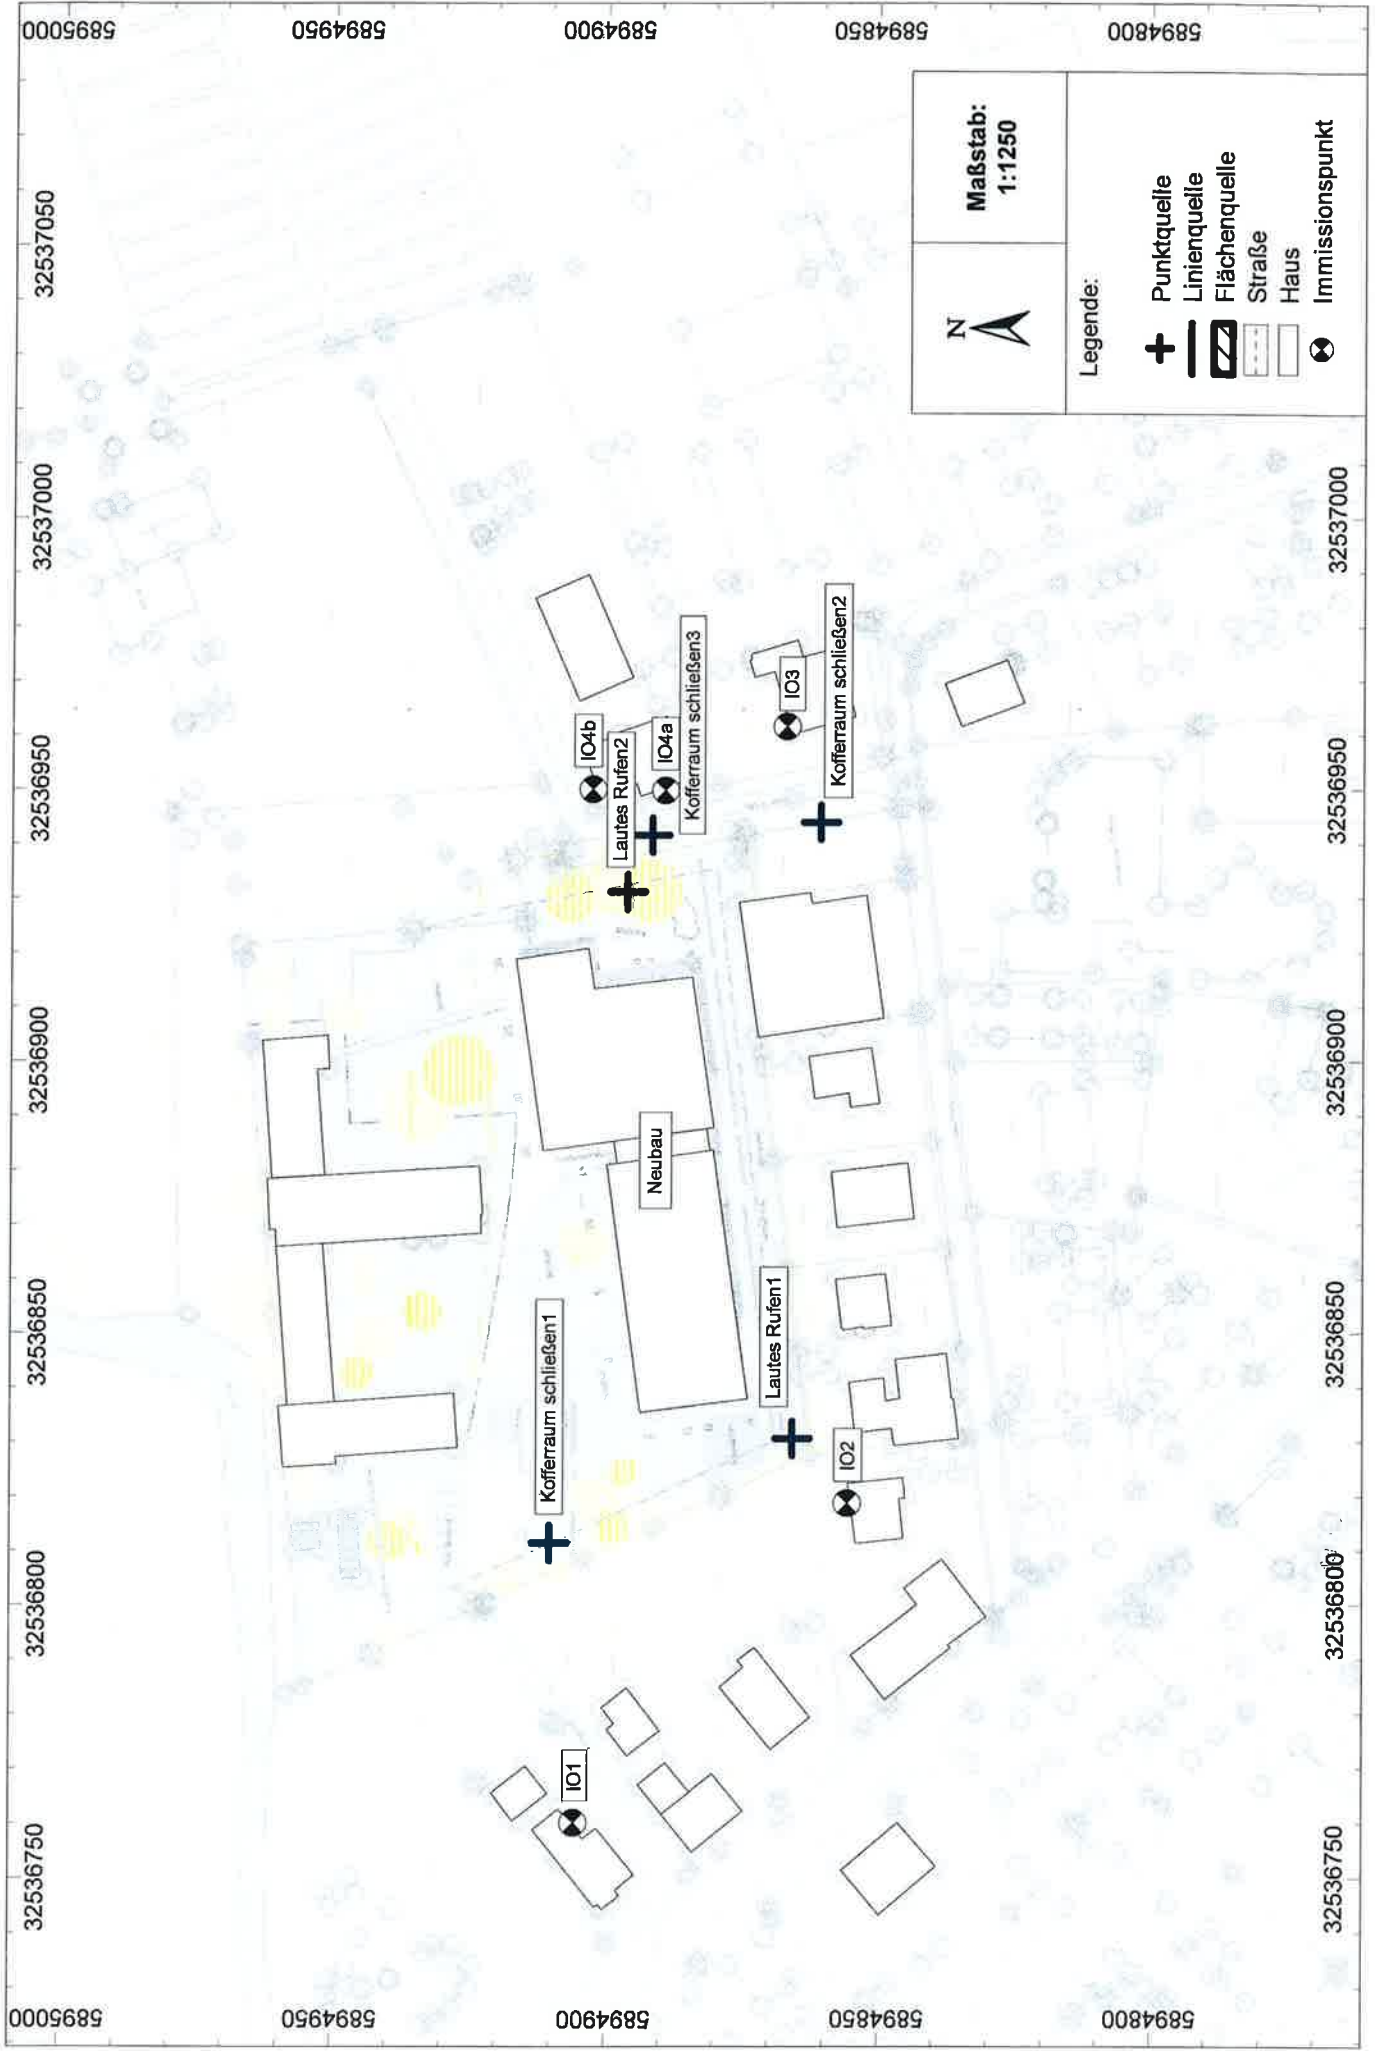 32536750
32536800
32536850
32536900
32536950
32537000
32537050
5895000
5894950
5894900
5894850
5894800
5895000
5894950
5894900
5894850
5894800
Kofferraum schließen1
Neubau
Lautes Rufen2
IO4b
IO4a
Kofferraum schließen3
IO1
IO2
Lautes Rufen1
IO3
Kofferraum schließen2
N
Maßstab:
1:1250
Legende:
Punktquelle
Linienquelle
Flächenquelle
Straße
Haus
Immissionspunkt
32536750
32536800
32536850
32536900
32536950
32537000